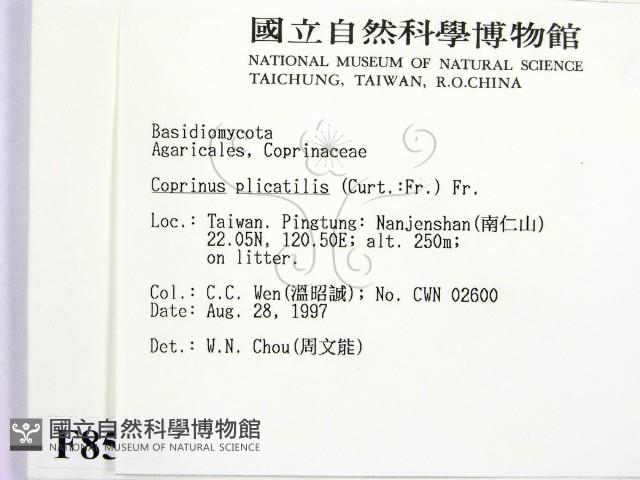 國立自然科學博物館
NATIONAL MUSEUM OF NATURAL SCIENCE
TAICHUNG, TAIWAN, R.O.CHINA
Basidiomycota
Agaricales, Coprinaceae
Coprinus plicatilis (Curt.:Fr.) Fr.
Loc.: Taiwan. Pingtung: Nanjenshan(南仁山)
22.05N, 120.50E; alt. 250m;
on litter.
Col.: C.C. Wen(溫昭誠); No. CWN 02600
Date: Aug. 28, 1997
Det.: W.N. Chou(周文能)
國立自然科學博物館
NATIONAL MUSEUM OF NATURAL SCIENCE
F85